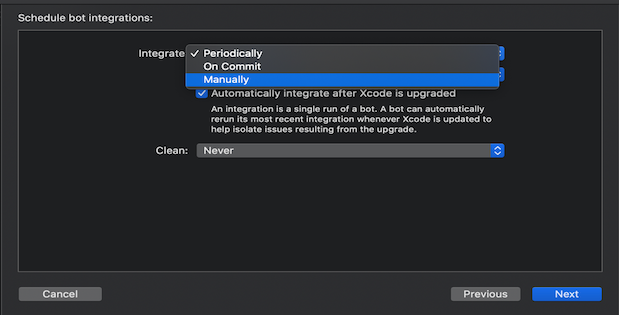 Schedule bot integrations:
Integrate ✓ Periodically
On Commit
Manually
Automatically integrate after Xcode is upgraded
An integration is a single run of a bot. A bot can automatically
rerun its most recent integration whenever Xcode is updated to
help isolate issues resulting from the upgrade.
Clean: Never
Cancel Previous Next